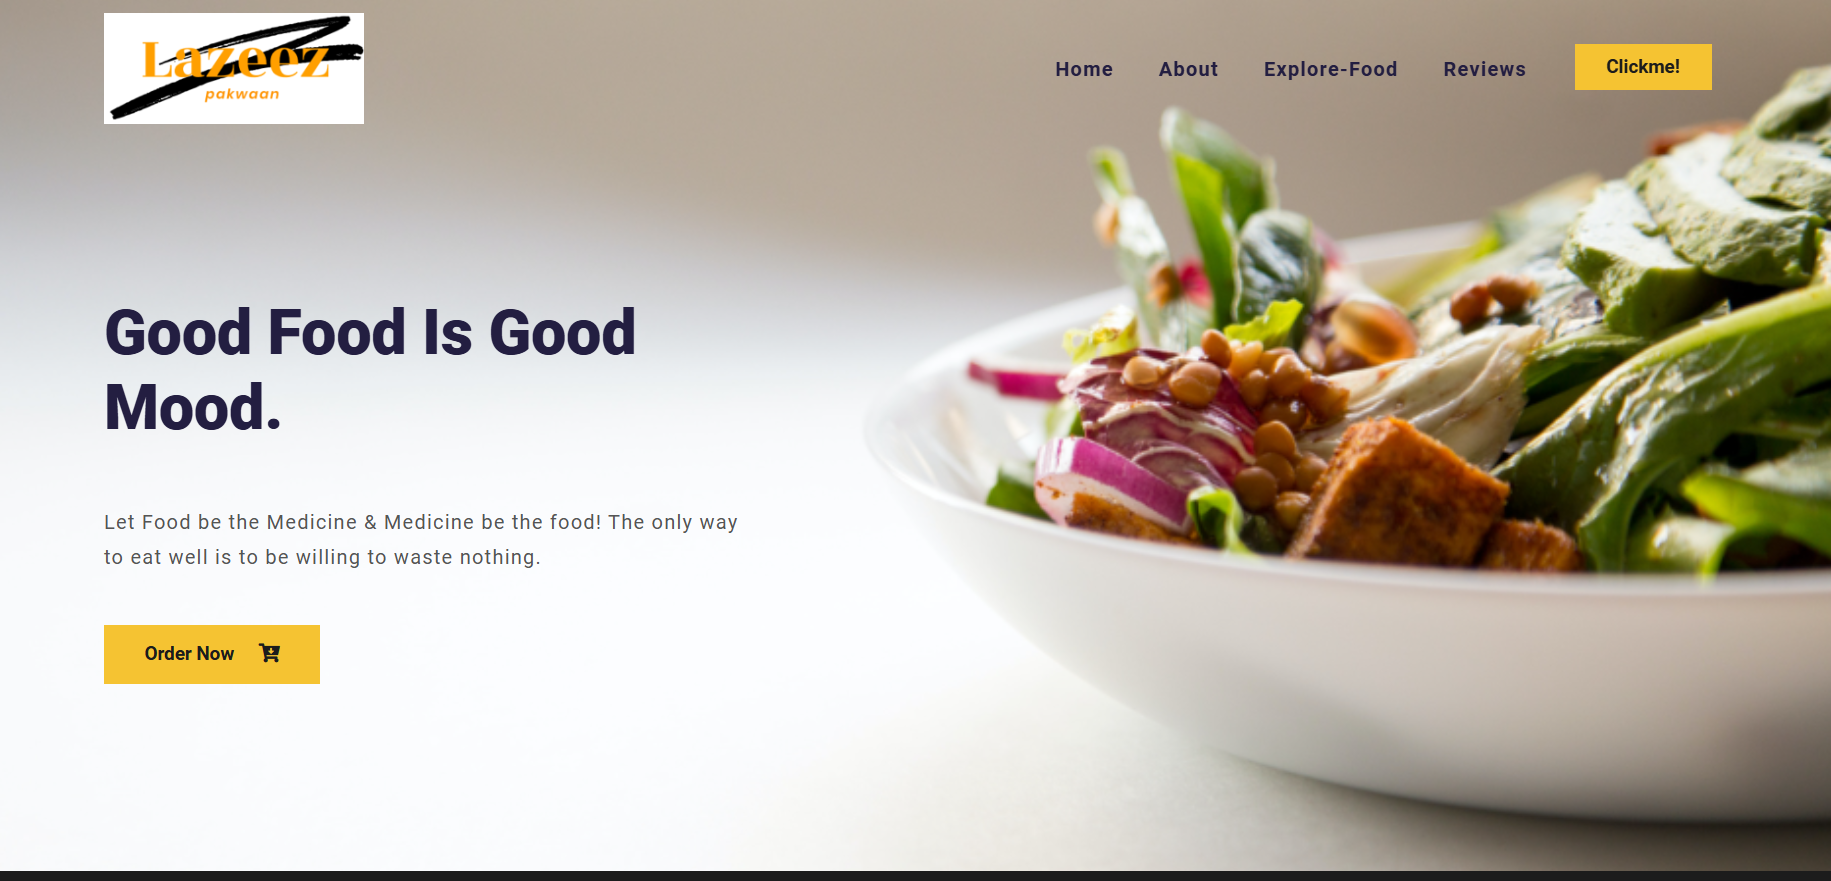 Lazeez
pakwaan
Home About Explore-Food Reviews Clickme!
Good Food Is Good
Mood.
Let Food be the Medicine & Medicine be the food! The only way
to eat well is to be willing to waste nothing.
Order Now